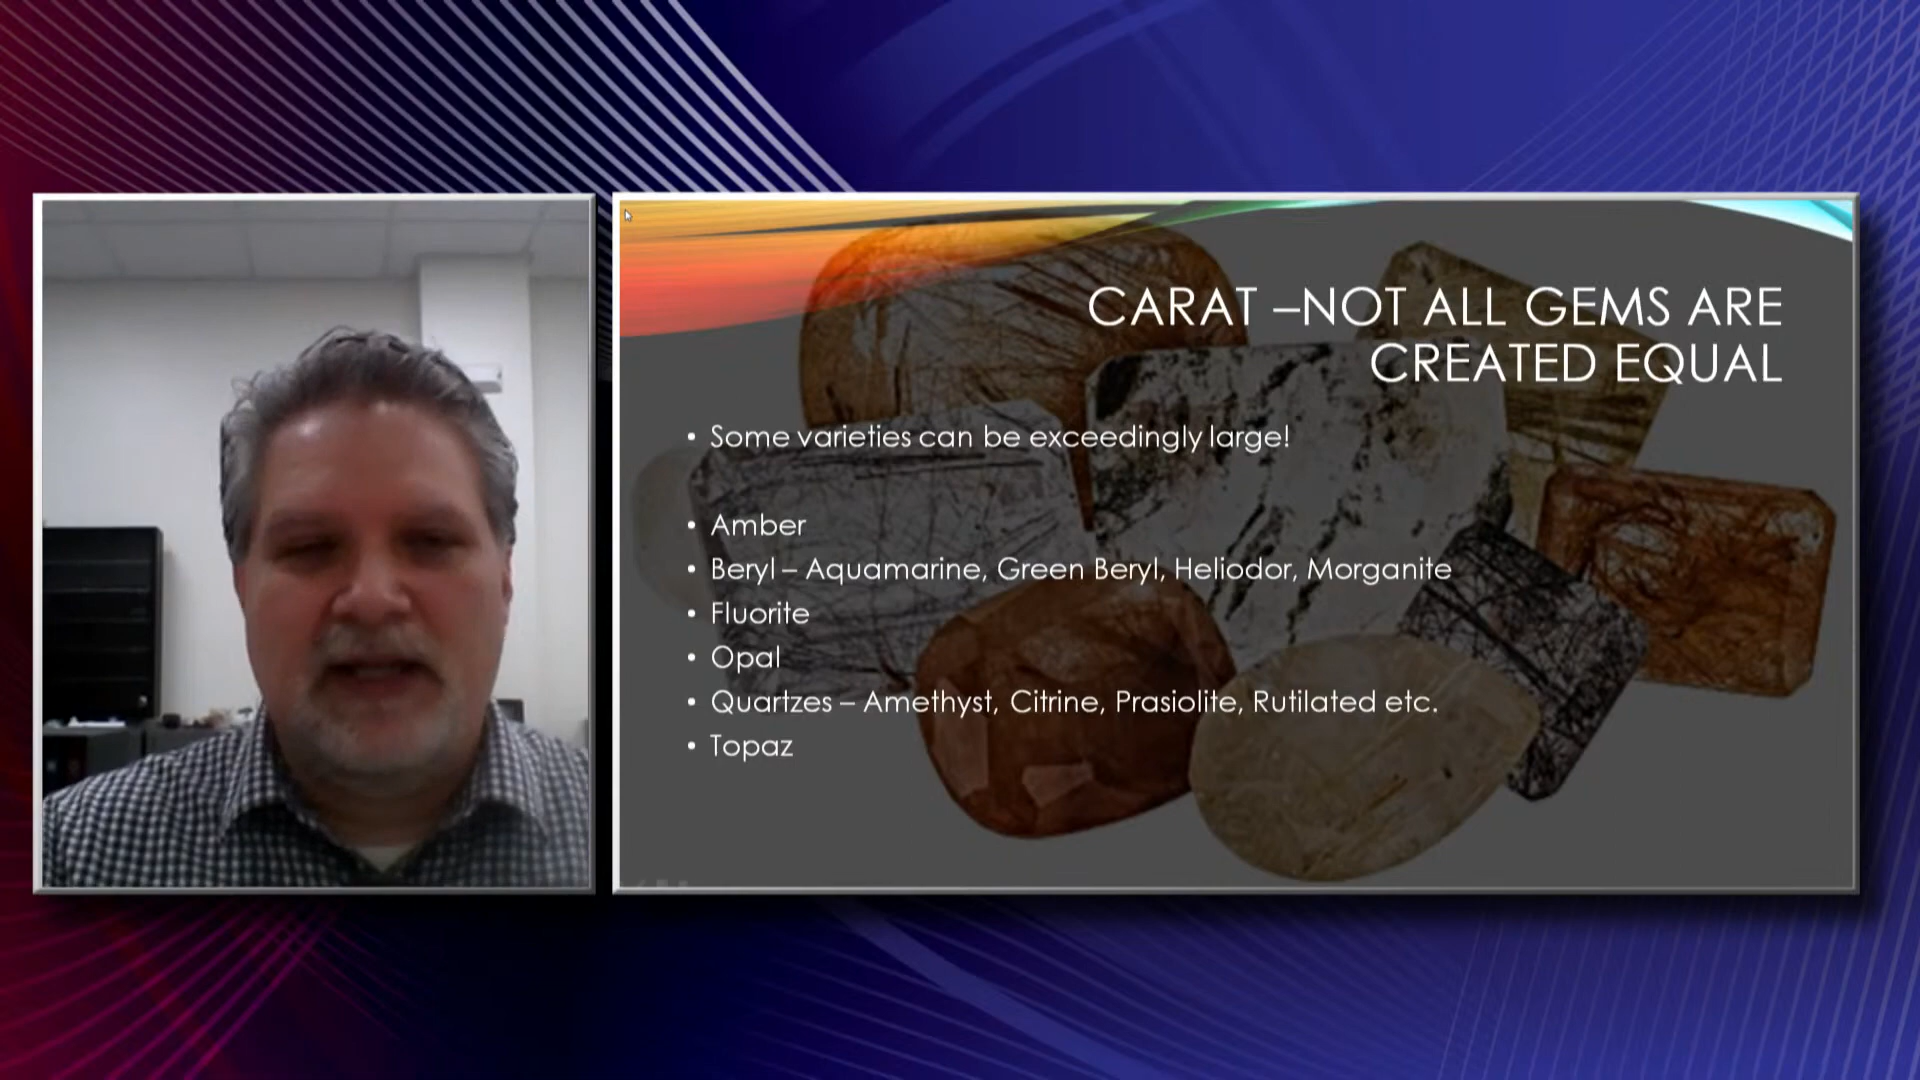 CARAT –NOT ALL GEMS ARE
CREATED EQUAL
• Some varieties can be exceedingly large!
• Amber
• Beryl – Aquamarine, Green Beryl, Heliodor, Morganite
• Fluorite
• Opal
• Quartzes – Amethyst, Citrine, Prasiolite, Rutilated etc.
• Topaz